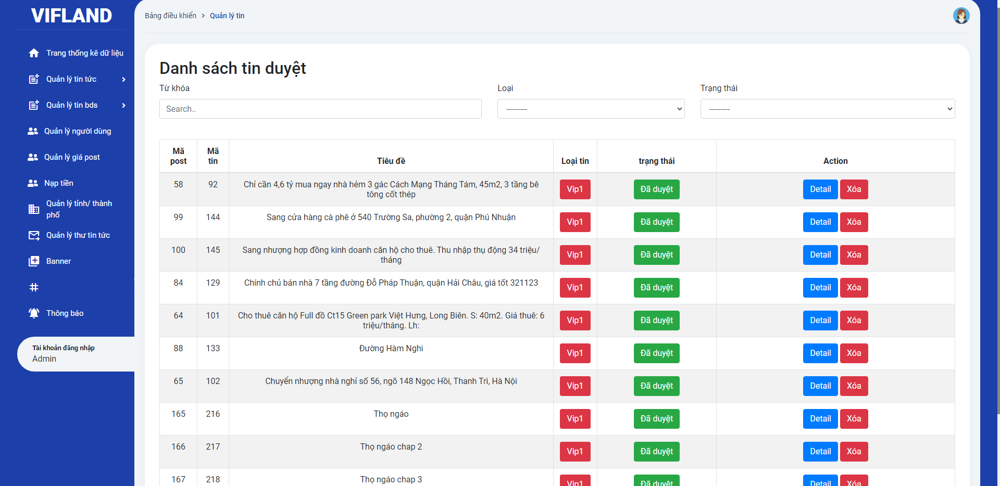 VIFLAND
Trang thống kê dữ liệu
Quản lý tin tức
Quản lý tin bds
Quản lý người dùng
Quản lý giá post
Nạp tiền
Quản lý tỉnh/ thành
phố
Quản lý thư tin tức
Banner
Thông báo
Tài khoản đăng nhập
Admin
Bảng điều khiển > Quản lý tin
Danh sách tin duyệt
Từ khóa Loại Trạng thái
Search.. --------- ---------
Mã post Mã tin Tiêu đề Loại tin trạng thái Action
58 92 Chỉ cần 4,6 tỷ mua ngay nhà hẻm 3 gác Cách Mạng Tháng Tám, 45m2, 3 tầng bê Vip1 Đã duyệt Detail Xóa
tông cốt thép
99 144 Sang cửa hàng cà phê ở 540 Trường Sa, phường 2, quận Phú Nhuận Vip1 Đã duyệt Detail Xóa
100 145 Sang nhượng hợp đồng kinh doanh căn hộ cho thuê. Thu nhập thụ động 34 triệu/ Vip1 Đã duyệt Detail Xóa
tháng
84 129 Chính chủ bán nhà 7 tầng đường Đỗ Pháp Thuận, quận Hải Châu, giá tốt 321123 Vip1 Đã duyệt Detail Xóa
64 101 Cho thuê căn hộ Full đồ Ct15 Green park Việt Hưng, Long Biên. S: 40m2. Giá thuê: 6 Vip1 Đã duyệt Detail Xóa
triệu/tháng. Lh:
88 133 Đường Hàm Nghi Vip1 Đã duyệt Detail Xóa
65 102 Chuyển nhượng nhà nghỉ số 56, ngõ 148 Ngọc Hồi, Thanh Trì, Hà Nội Vip1 Đã duyệt Detail Xóa
165 216 Thọ ngáo Vip1 Đã duyệt Detail Xóa
166 217 Thọ ngáo chap 2 Vip1 Đã duyệt Detail Xóa
167 218 Thọ ngáo chap 3 Vip1 Đã duyệt Detail Xóa